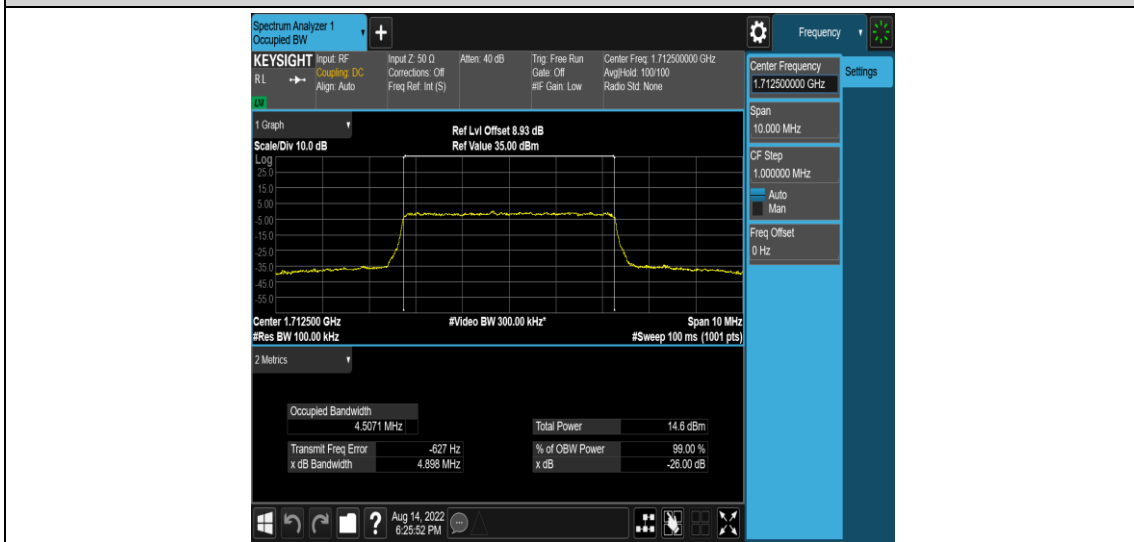 Spectrum Analyzer 1
Occupied BW
+
Frequency
KEYSIGHT
RL
Input: RF
Coupling: DC
Align: Auto
Input Z: 50 Ω
Corrections: Off
Freq Ref: Int (S)
Atten: 40 dB
Trig: Free Run
Gate: Off
#IF Gain: Low
Center Freq: 1.712500000 GHz
Avg|Hold: 100/100
Radio Std: None
Center Frequency
1.712500000 GHz
Settings
Span
10.000 MHz
CF Step
1.000000 MHz
Auto
Man
Freq Offset
0 Hz
1 Graph
Scale/Div 10.0 dB
Ref Lvl Offset 8.93 dB
Ref Value 35.00 dBm
Log
25.0
15.0
5.00
-5.00
-15.0
-25.0
-35.0
-45.0
-55.0
Center 1.712500 GHz
#Video BW 300.00 kHz*
Span 10 MHz
#Res BW 100.00 kHz
#Sweep 100 ms (1001 pts)
2 Metrics
Occupied Bandwidth
4.5071 MHz
Total Power 14.6 dBm
Transmit Freq Error -627 Hz
% of OBW Power 99.00 %
x dB Bandwidth 4.898 MHz
x dB -26.00 dB
?
Aug 14, 2022
6:25:52 PM